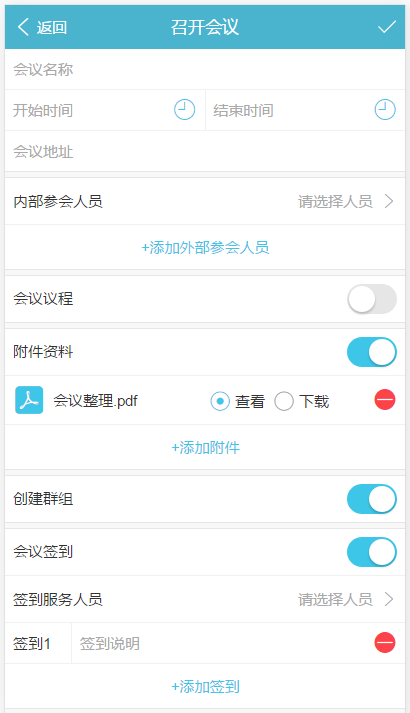 返回 召开会议
会议名称
开始时间 结束时间
会议地址
内部参会人员 请选择人员
+添加外部参会人员
会议议程
附件资料
会议整理.pdf 查看 下载
+添加附件
创建群组
会议签到
签到服务人员 请选择人员
签到1 签到说明
+添加签到